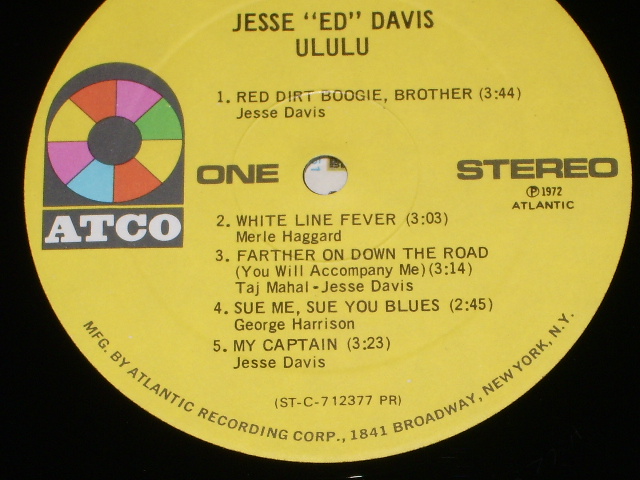 JESSE "ED" DAVIS
ULULU
1. RED DIRT BOOGIE, BROTHER (3:44)
Jesse Davis
ATCO
ONE
STEREO
Ⓟ1972
ATLANTIC
2. WHITE LINE FEVER (3:03)
Merle Haggard
3. FARTHER ON DOWN THE ROAD
(You Will Accompany Me)(3:14)
Taj Mahal - Jesse Davis
4. SUE ME, SUE YOU BLUES (2:45)
George Harrison
5. MY CAPTAIN (3:23)
Jesse Davis
(ST-C-712377 PR)
MFG. BY ATLANTIC RECORDING CORP., 1841 BROADWAY, NEW YORK, N.Y.